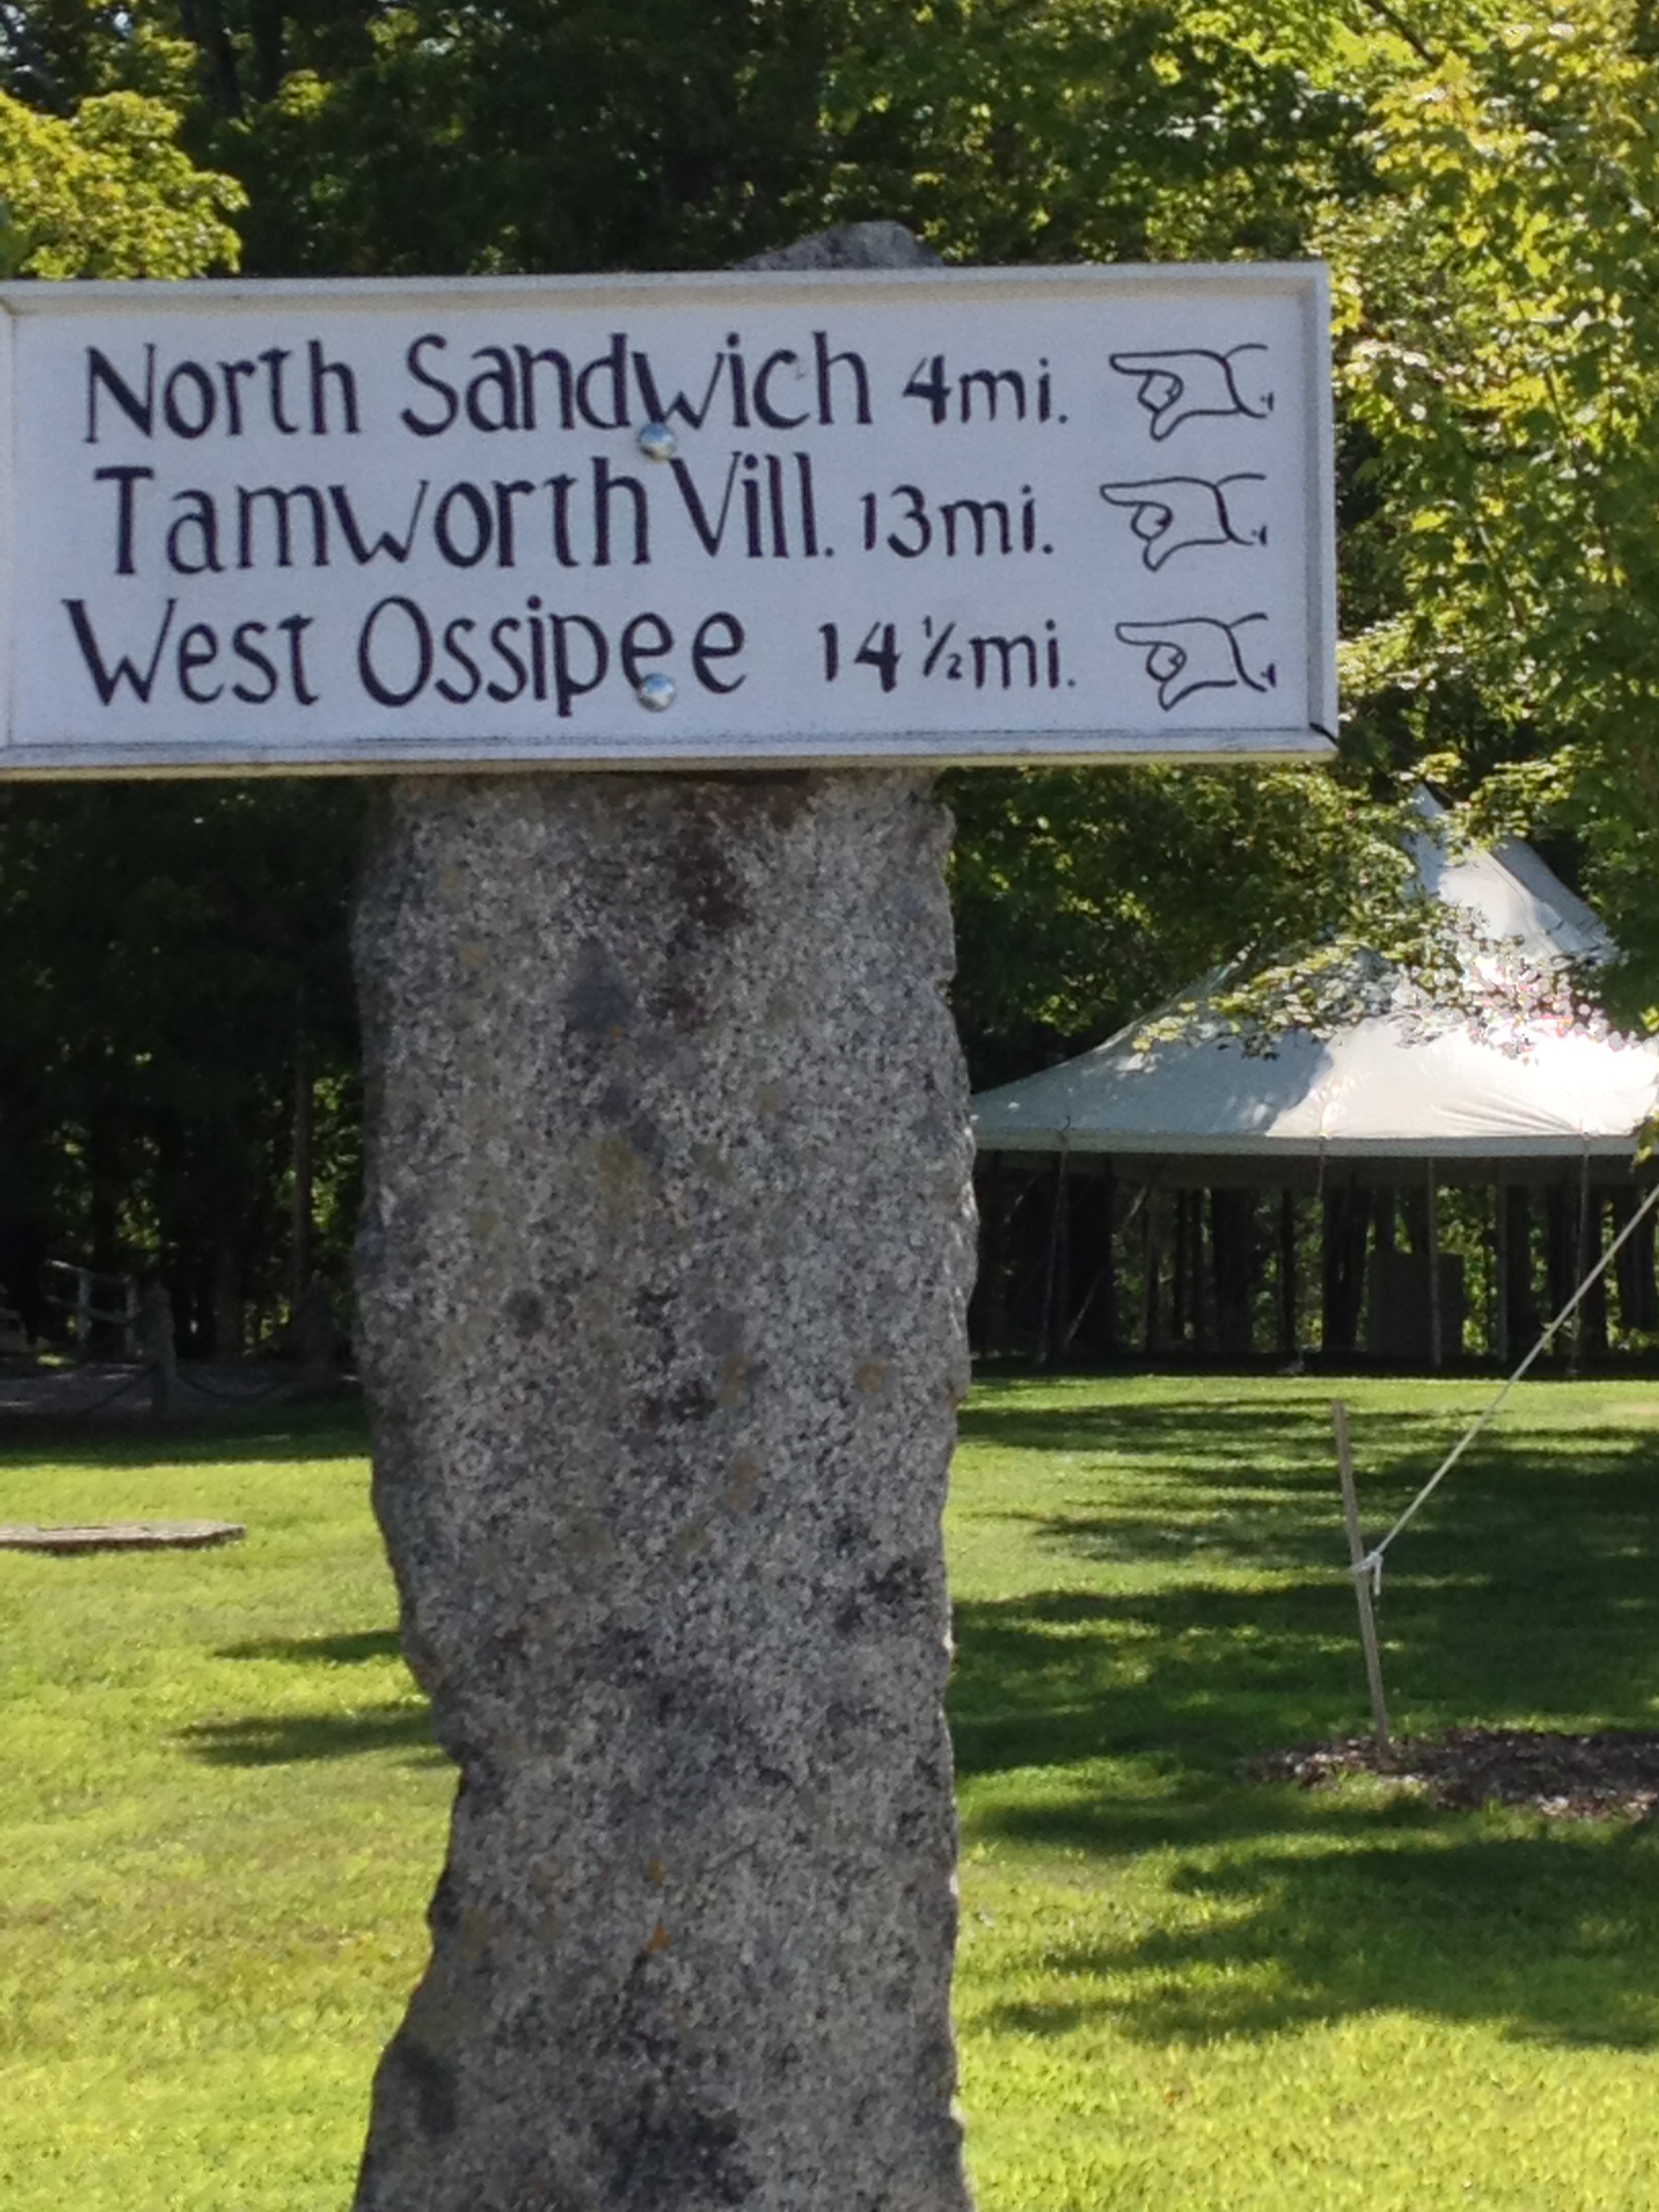 North Sandwich 4mi.
Tamworth Vill. 13mi.
West Ossipee 14½mi.